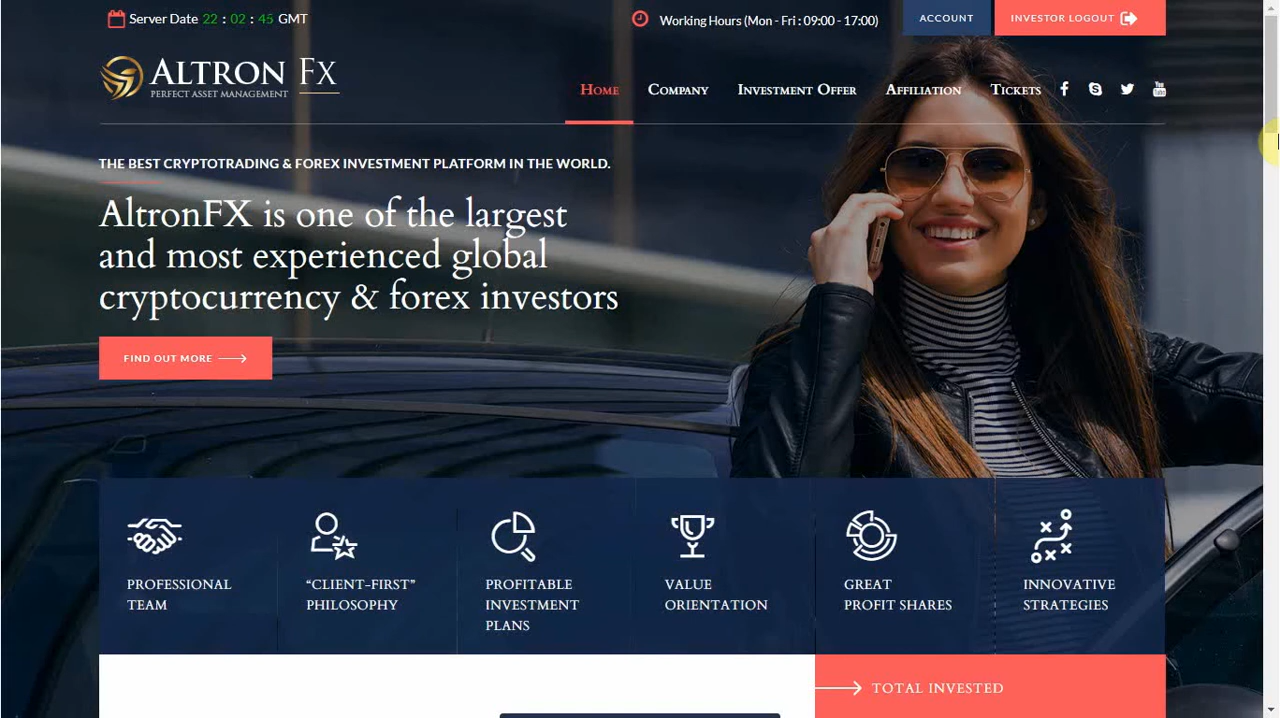 Server Date 22 : 02 : 45 GMT
Working Hours (Mon - Fri : 09:00 - 17:00)
ACCOUNT
INVESTOR LOGOUT
ALTRON FX
PERFECT ASSET MANAGEMENT
HOME
COMPANY
INVESTMENT OFFER
AFFILIATION
TICKETS
THE BEST CRYPTOTRADING & FOREX INVESTMENT PLATFORM IN THE WORLD.
AltronFX is one of the largest
and most experienced global
cryptocurrency & forex investors
FIND OUT MORE
PROFESSIONAL
TEAM
“CLIENT-FIRST”
PHILOSOPHY
PROFITABLE
INVESTMENT
PLANS
VALUE
ORIENTATION
GREAT
PROFIT SHARES
INNOVATIVE
STRATEGIES
TOTAL INVESTED